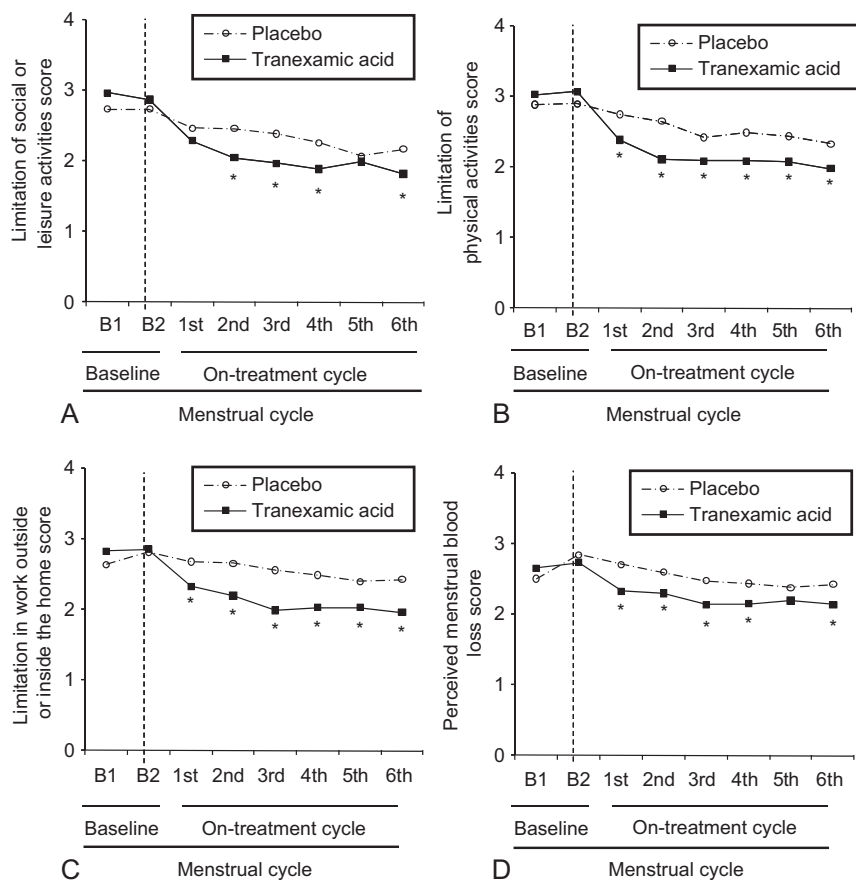 Placebo
Tranexamic acid
Limitation of social or
leisure activities score
4
3
2
1
0
* * * *
B1 B2 1st 2nd 3rd 4th 5th 6th
Baseline On-treatment cycle
A Menstrual cycle
Placebo
Tranexamic acid
Limitation of
physical activities score
4
3
2
1
0
* * * * * *
B1 B2 1st 2nd 3rd 4th 5th 6th
Baseline On-treatment cycle
B Menstrual cycle
Placebo
Tranexamic acid
Limitation in work outside
or inside the home score
4
3
2
1
0
* * * * * *
B1 B2 1st 2nd 3rd 4th 5th 6th
Baseline On-treatment cycle
C Menstrual cycle
Placebo
Tranexamic acid
Perceived menstrual blood
loss score
4
3
2
1
0
* * * * *
B1 B2 1st 2nd 3rd 4th 5th 6th
Baseline On-treatment cycle
D Menstrual cycle